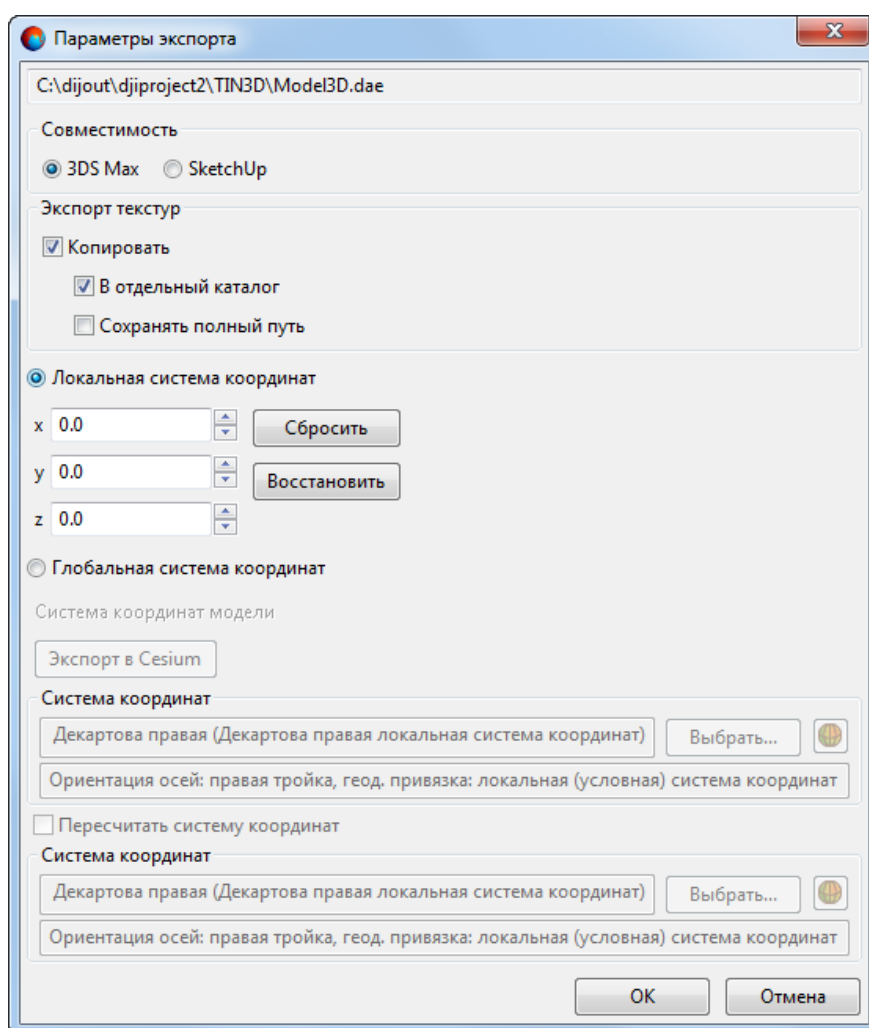 Параметры экспорта
C:\dijout\djiproject2\TIN3D\Model3D.dae
Совместимость
3DS Max SketchUp
Экспорт текстур
Копировать
В отдельный каталог
Сохранять полный путь
Локальная система координат
x 0.0 Сбросить
y 0.0 Восстановить
z 0.0
Глобальная система координат
Система координат модели
Экспорт в Cesium
Система координат
Декартова правая (Декартова правая локальная система координат) Выбрать...
Ориентация осей: правая тройка, геод. привязка: локальная (условная) система координат
Пересчитать систему координат
Система координат
Декартова правая (Декартова правая локальная система координат) Выбрать...
Ориентация осей: правая тройка, геод. привязка: локальная (условная) система координат
OK Отмена